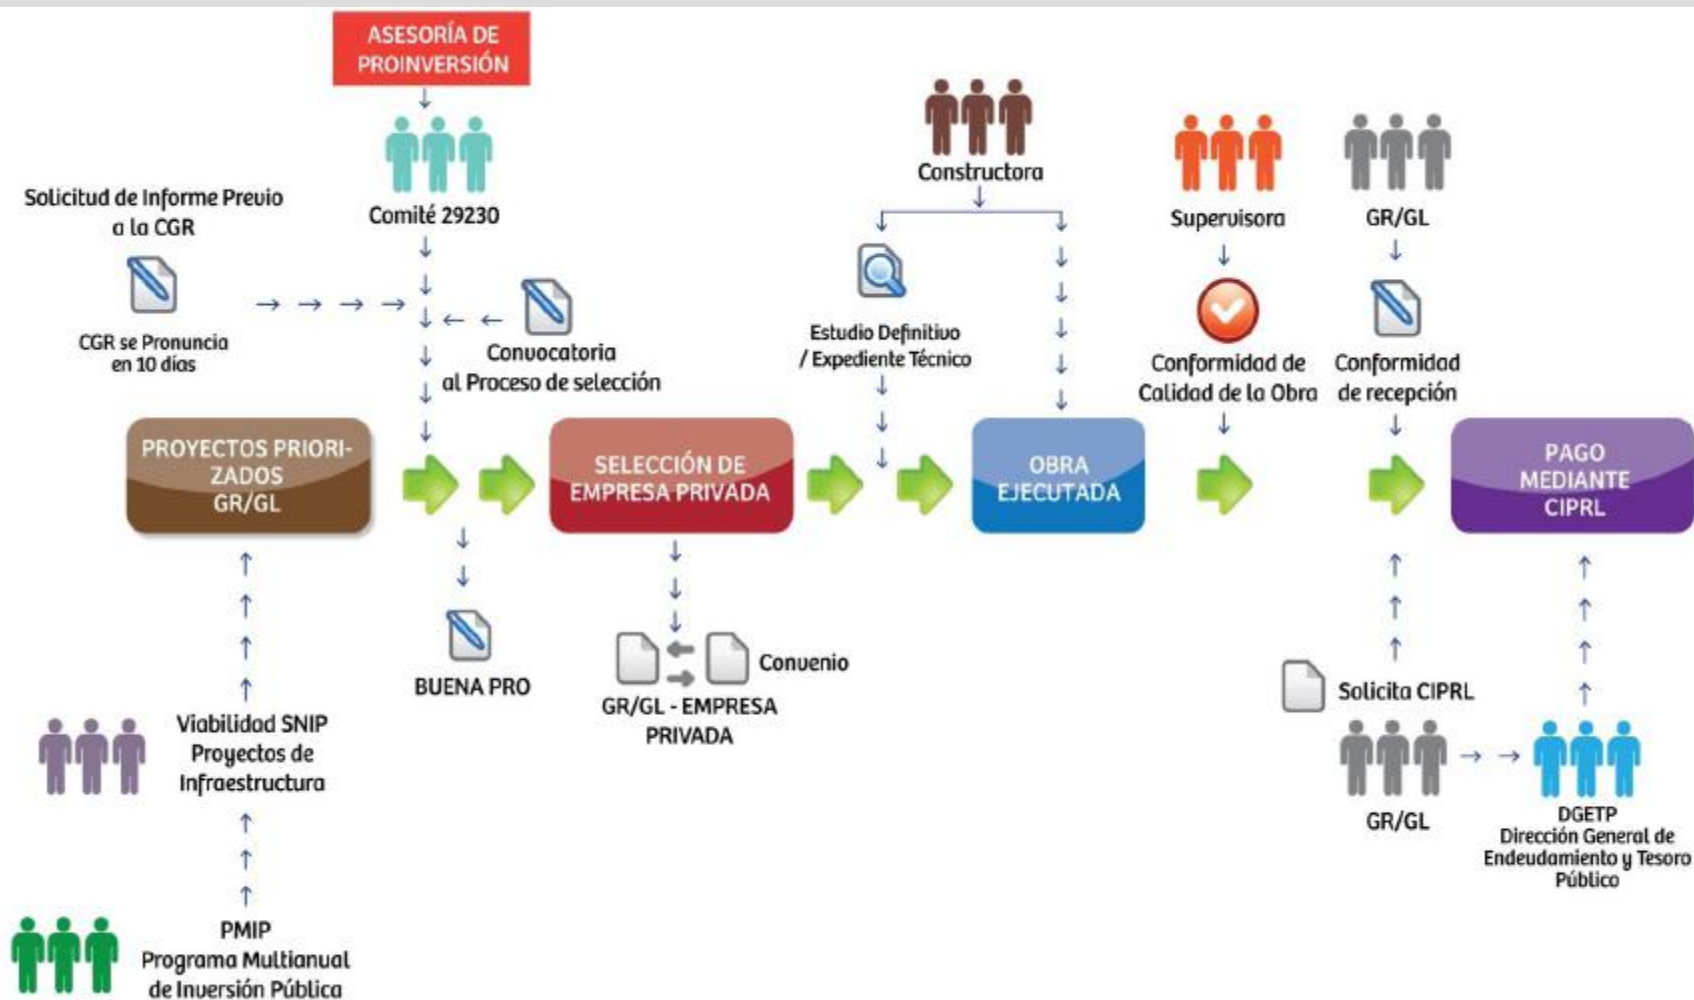 ASESORÍA DE
PROINVERSIÓN
Comité 29230
Solicitud de Informe Previo
a la CGR
CGR se Pronuncia
en 10 días
Convocatoria
al Proceso de selección
Constructora
Estudio Definitivo
/ Expediente Técnico
Supervisora
Conformidad de
Calidad de la Obra
GR/GL
Conformidad
de recepción
PROYECTOS PRIORI-
ZADOS
GR/GL
SELECCIÓN DE
EMPRESA PRIVADA
OBRA
EJECUTADA
PAGO
MEDIANTE
CIPRL
BUENA PRO
Convenio
GR/GL - EMPRESA
PRIVADA
Viabilidad SNIP
Proyectos de
Infraestructura
PMIP
Programa Multianual
de Inversión Pública
Solicita CIPRL
GR/GL
DGETP
Dirección General de
Endeudamiento y Tesoro
Público